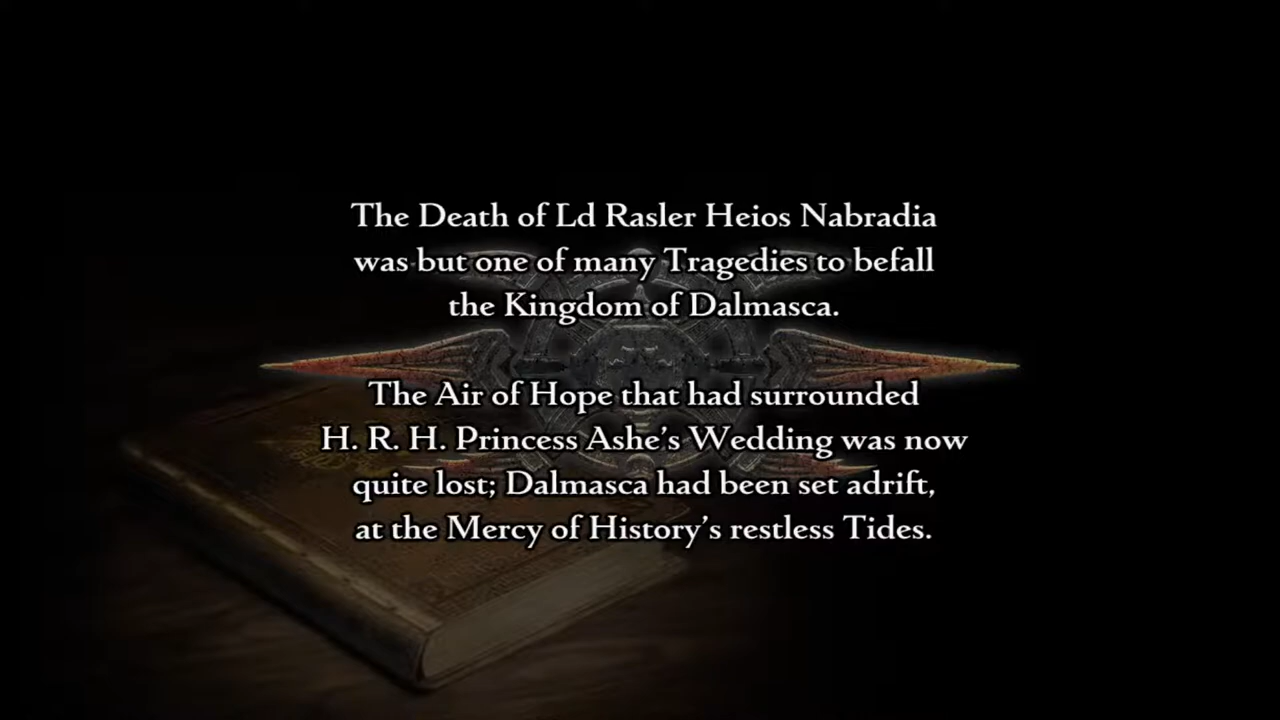 The Death of Ld Rasler Heios Nabradia
was but one of many Tragedies to befall
the Kingdom of Dalmasca.
The Air of Hope that had surrounded
H. R. H. Princess Ashe's Wedding was now
quite lost; Dalmasca had been set adrift,
at the Mercy of History's restless Tides.